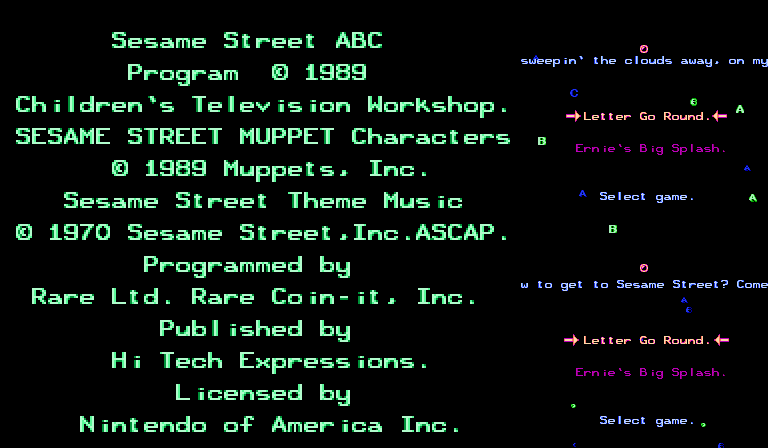 Sesame Street ABC
Program © 1989
Children's Television Workshop.
SESAME STREET MUPPET Characters
© 1989 Muppets, Inc.
Sesame Street Theme Music
© 1970 Sesame Street,Inc.ASCAP.
Programmed by
Rare Ltd. Rare Coin-it, Inc.
Published by
Hi Tech Expressions.
Licensed by
Nintendo of America Inc.
sweepin' the clouds away, on my
C
B
A
Letter Go Round.
B
Ernie's Big Splash.
A
A
Select game.
A
B
w to get to Sesame Street? Come
A
E
Letter Go Round.
Ernie's Big Splash.
Select game.